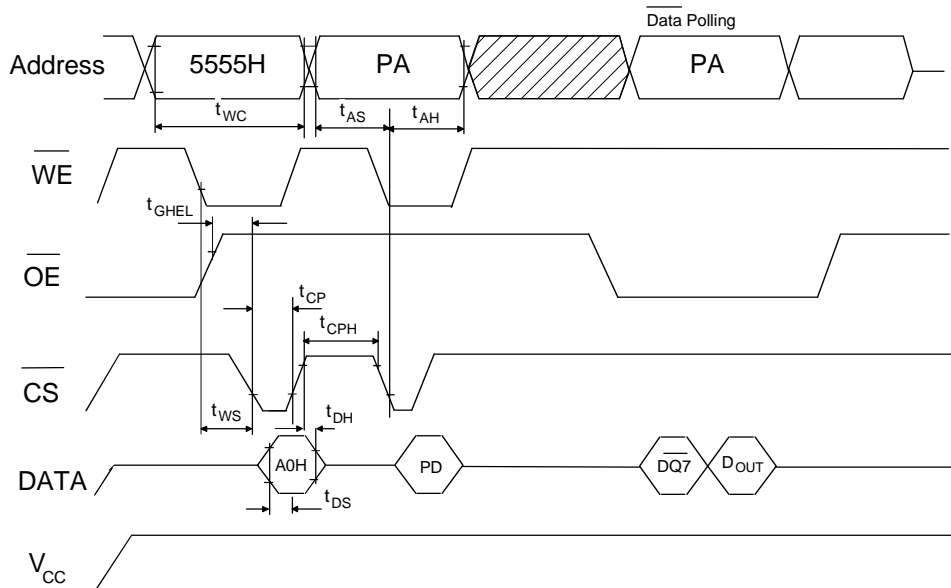 Data Polling
Address 5555H PA PA
tWC tAS tAH
WE
tGHEL
OE
tCP
tCPH
CS
tWS tDH
DATA A0H PD DQ7 DOUT
tDS
VCC